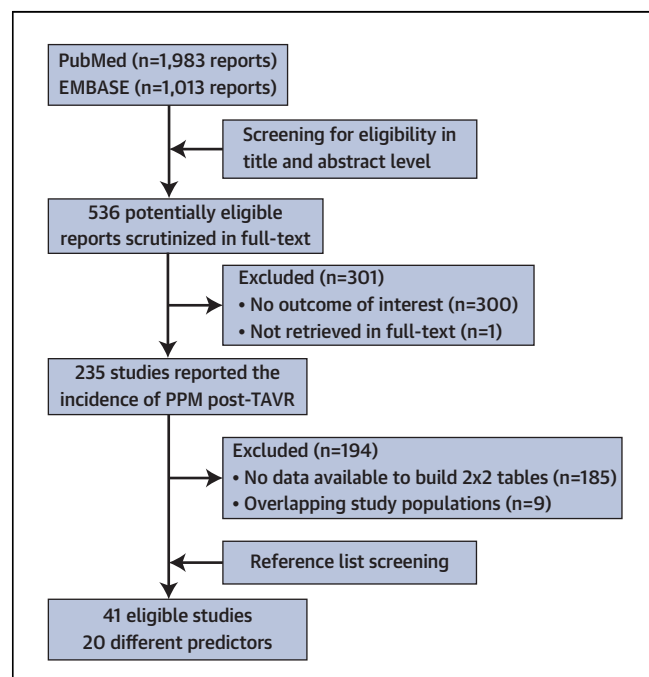 PubMed (n=1,983 reports)
EMBASE (n=1,013 reports)
Screening for eligibility in
title and abstract level
536 potentially eligible
reports scrutinized in full-text
Excluded (n=301)
• No outcome of interest (n=300)
• Not retrieved in full-text (n=1)
235 studies reported the
incidence of PPM post-TAVR
Excluded (n=194)
• No data available to build 2x2 tables (n=185)
• Overlapping study populations (n=9)
Reference list screening
41 eligible studies
20 different predictors